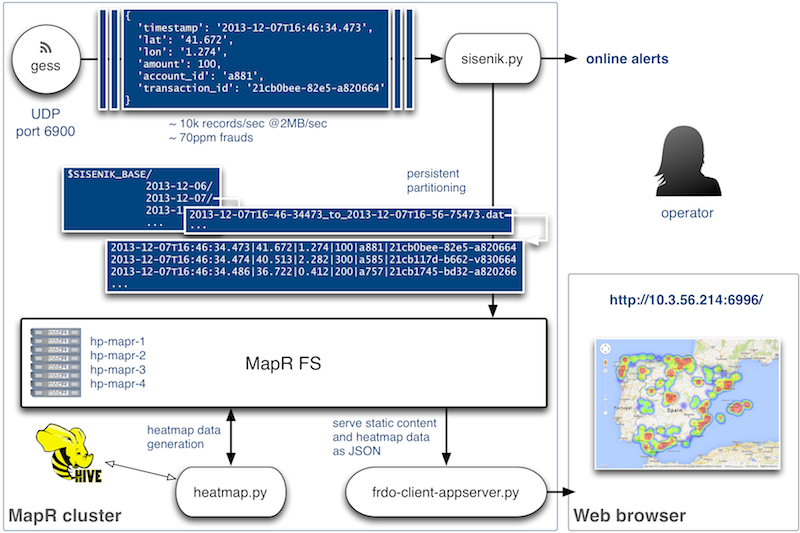 gess
UDP
port 6900
{
'timestamp': '2013-12-07T16:46:34.473',
'lat': '41.672',
'lon': '1.274',
'amount': 100,
'account_id': 'a881',
'transaction_id': '21cb0bee-82e5-a820664'
}
~ 10k records/sec @2MB/sec
~ 70ppm frauds
sisenik.py
online alerts
operator
persistent
partitioning
$SISENIK_BASE/
2013-12-06/
2013-12-07/
2013-12
...
2013-12-07T16-46-34473_to_2013-12-07T16-56-75473.dat
...
2013-12-07T16:46:34.473|41.672|1.274|100|a881|21cb0bee-82e5-a820664
2013-12-07T16:46:34.474|40.513|2.282|300|a585|21cb117d-b662-v830664
2013-12-07T16:46:34.486|36.722|0.412|200|a757|21cb1745-bd32-a820266
...
hp-mapr-1
hp-mapr-2
hp-mapr-3
hp-mapr-4
MapR FS
heatmap data
generation
serve static content
and heatmap data
as JSON
HIVE
heatmap.py
frdo-client-appserver.py
MapR cluster
http://10.3.56.214:6996/
Portugal
Spain
Web browser